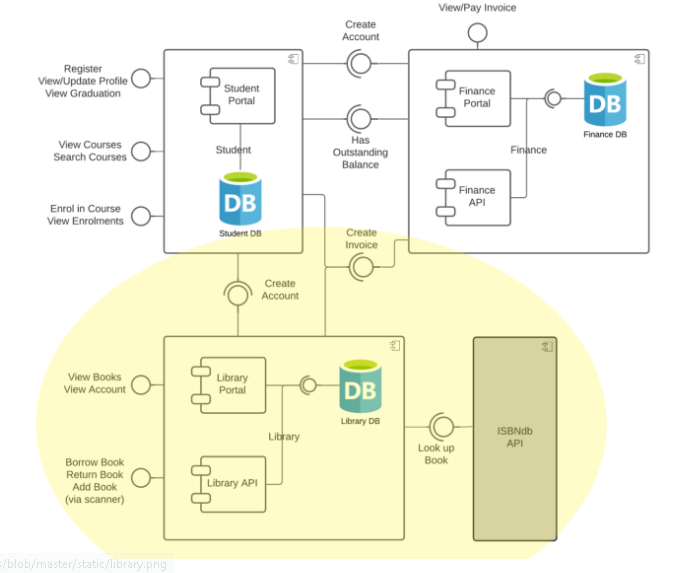 View/Pay Invoice
Create
Account
Register
View/Update Profile
View Graduation
Student
Portal
Finance
Portal
DB
Finance DB
View Courses
Search Courses
Student
Has
Outstanding
Balance
Finance
Enrol in Course
View Enrolments
DB
Student DB
Finance
API
Create
Invoice
Create
Account
View Books
View Account
Library
Portal
DB
Library DB
Library
Look up
Book
ISBNdb
API
Borrow Book
Return Book
Add Book
(via scanner)
Library API
s/blob/master/static/library.png